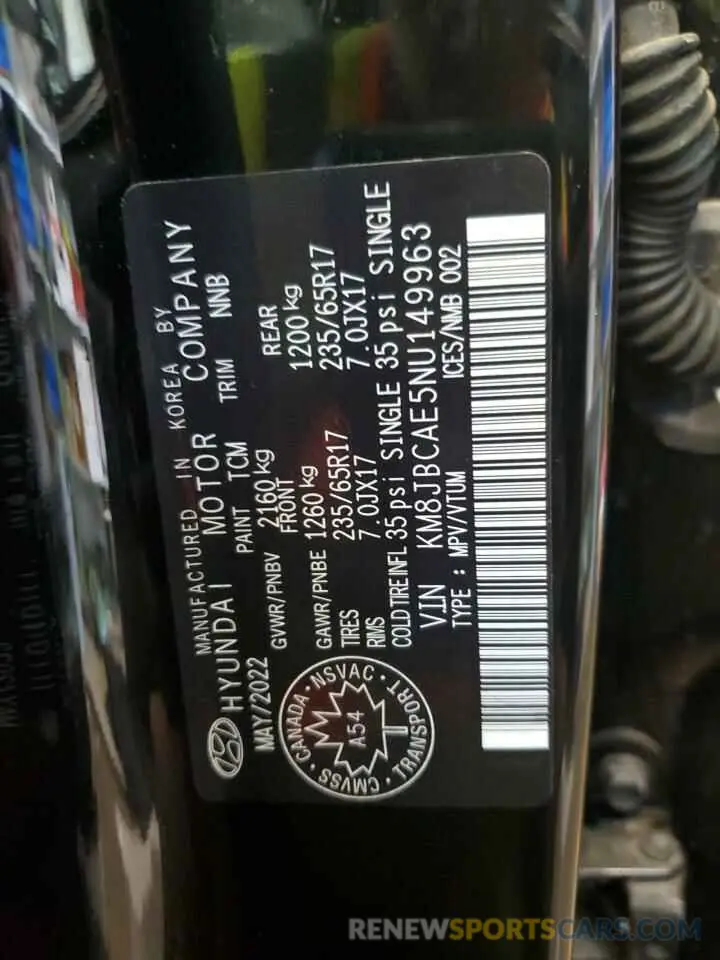 MANUFACTURED IN KOREA BY
HYUNDAI MOTOR COMPANY
MAY/2022 PAINT TCM TRIM NNB
GVWR/PNBV 2160 kg
FRONT REAR
GAWR/PNBE 1260 kg 1200 kg
TIRES 235/65R17 235/65R17
RIMS 7.0JX17 7.0JX17
COLD TIRE INFL 35 psi SINGLE 35 psi SINGLE
VIN KM8JBCAE5NU149963
TYPE : MPV/VTUM ICES/NMB 002
CMVSS · CANADA · NSVAC · TRANSPORT ·
A54
RENEWSPORTSCARS.COM